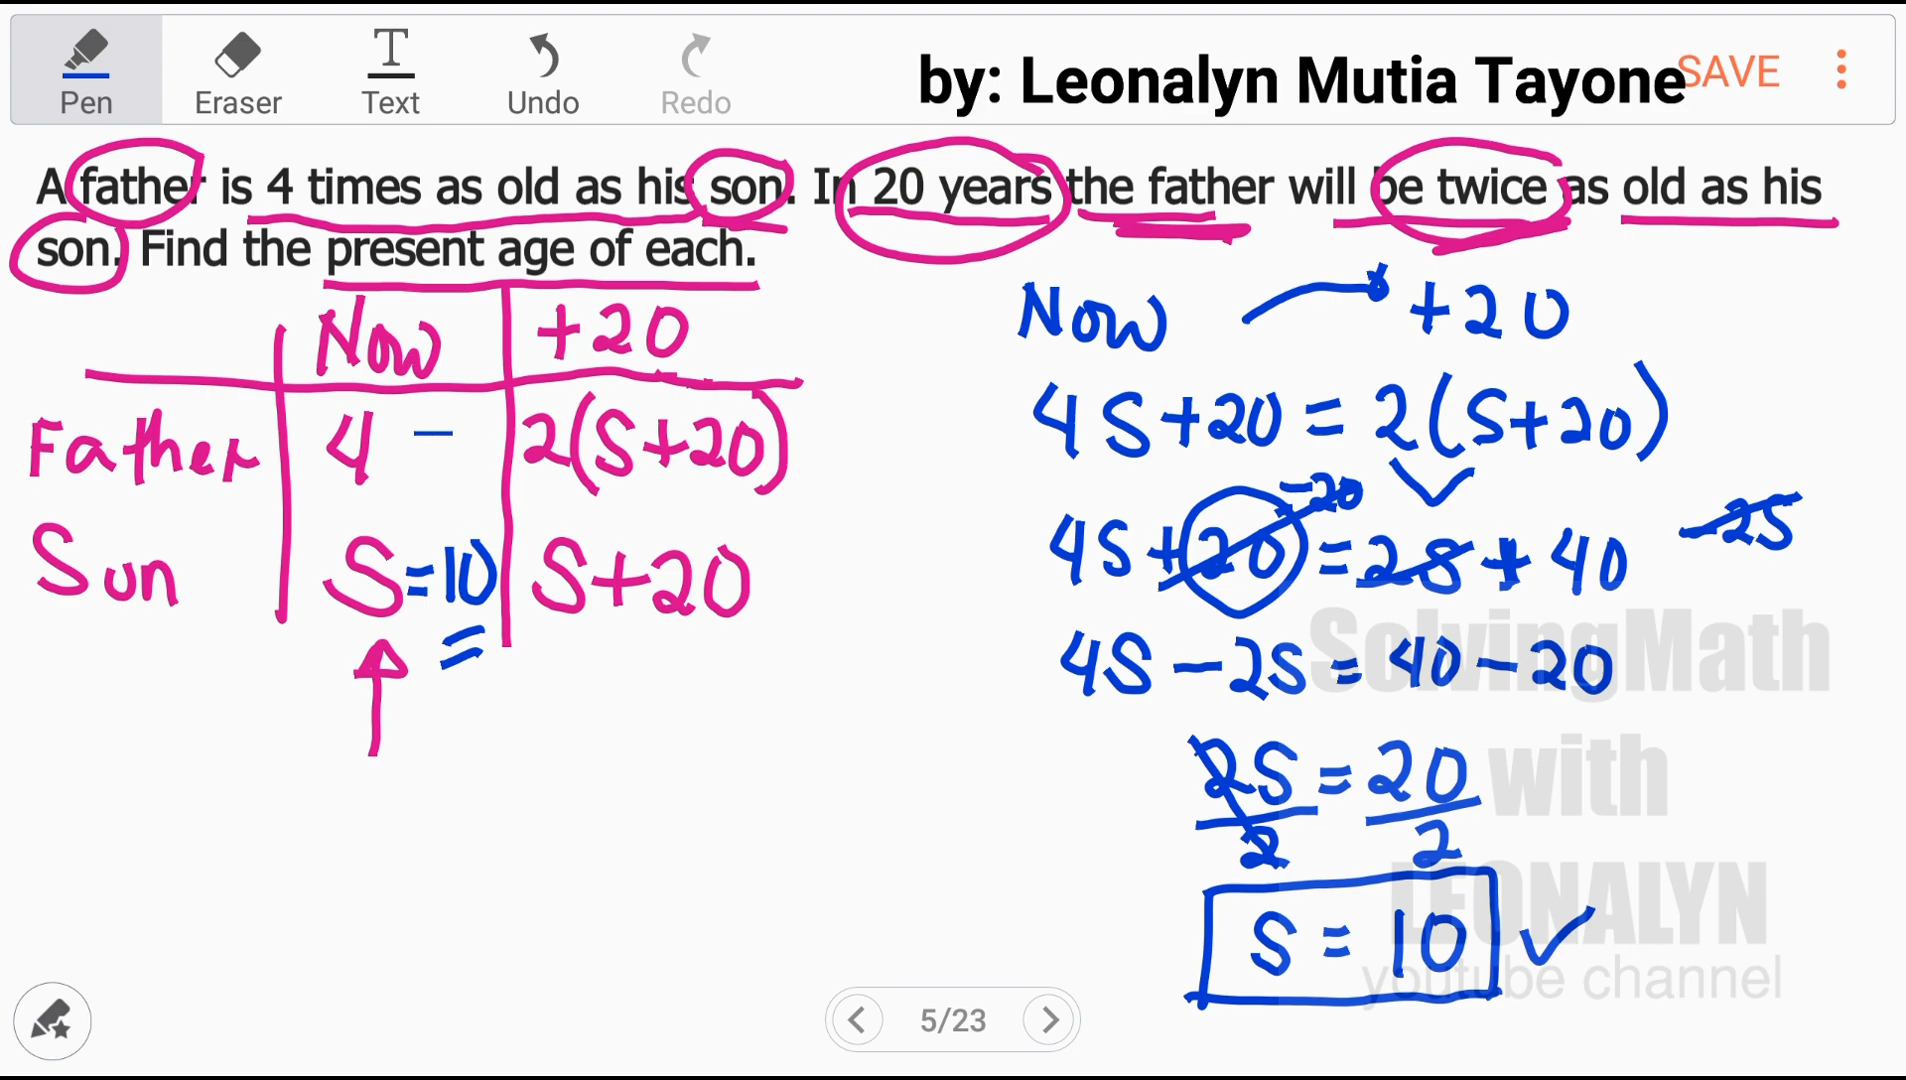 Pen Eraser Text Undo Redo by: Leonalyn Mutia Tayone SAVE
A father is 4 times as old as his son. In 20 years the father will be twice as old as his
son. Find the present age of each.
Now +20
Father 4 - 2(S+20)
Sun S=10 S+20
Now +20
4S+20 = 2(S+20)
-20
4S+20 = 2S+40 -2S
4S-2S = 40-20
2S = 20
2 2
S = 10
SolvingMath
with
LEONALYN
youtube channel
5/23